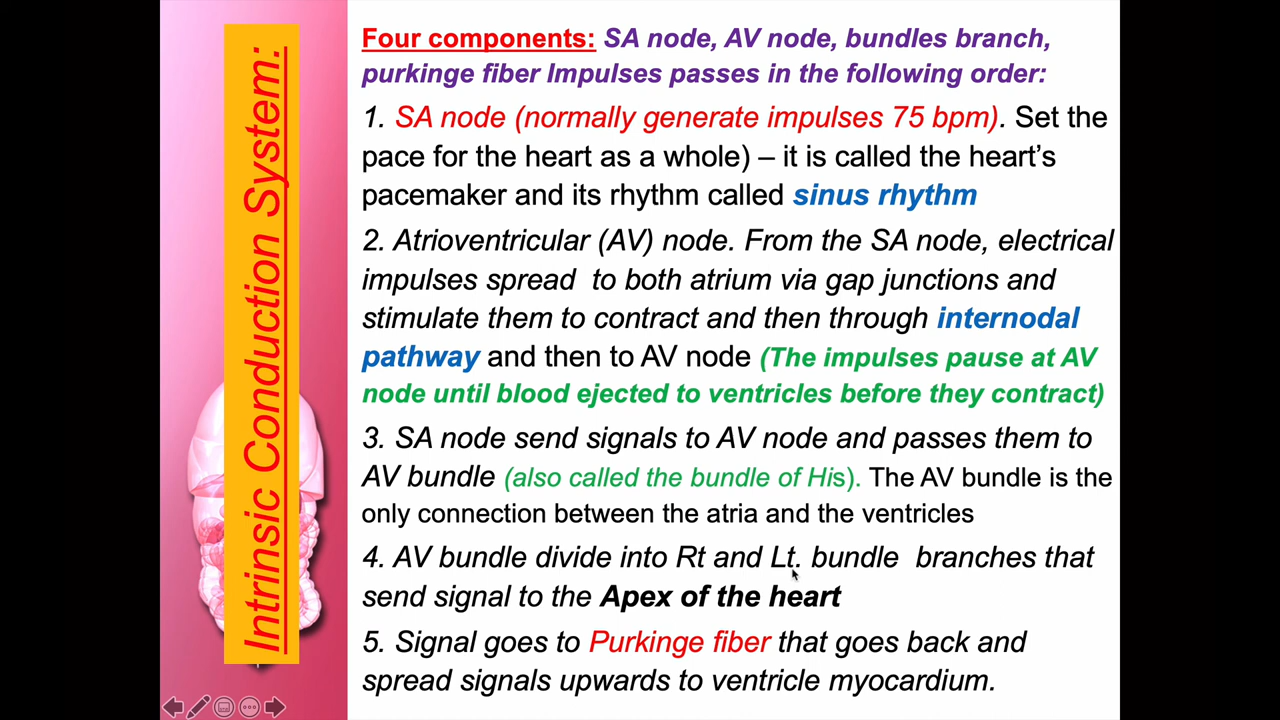 Intrinsic Conduction System:
Four components: SA node, AV node, bundles branch,
purkinge fiber Impulses passes in the following order:
1. SA node (normally generate impulses 75 bpm). Set the
pace for the heart as a whole) – it is called the heart’s
pacemaker and its rhythm called sinus rhythm
2. Atrioventricular (AV) node. From the SA node, electrical
impulses spread to both atrium via gap junctions and
stimulate them to contract and then through internodal
pathway and then to AV node (The impulses pause at AV
node until blood ejected to ventricles before they contract)
3. SA node send signals to AV node and passes them to
AV bundle (also called the bundle of His). The AV bundle is the
only connection between the atria and the ventricles
4. AV bundle divide into Rt and Lt. bundle branches that
send signal to the Apex of the heart
5. Signal goes to Purkinge fiber that goes back and
spread signals upwards to ventricle myocardium.